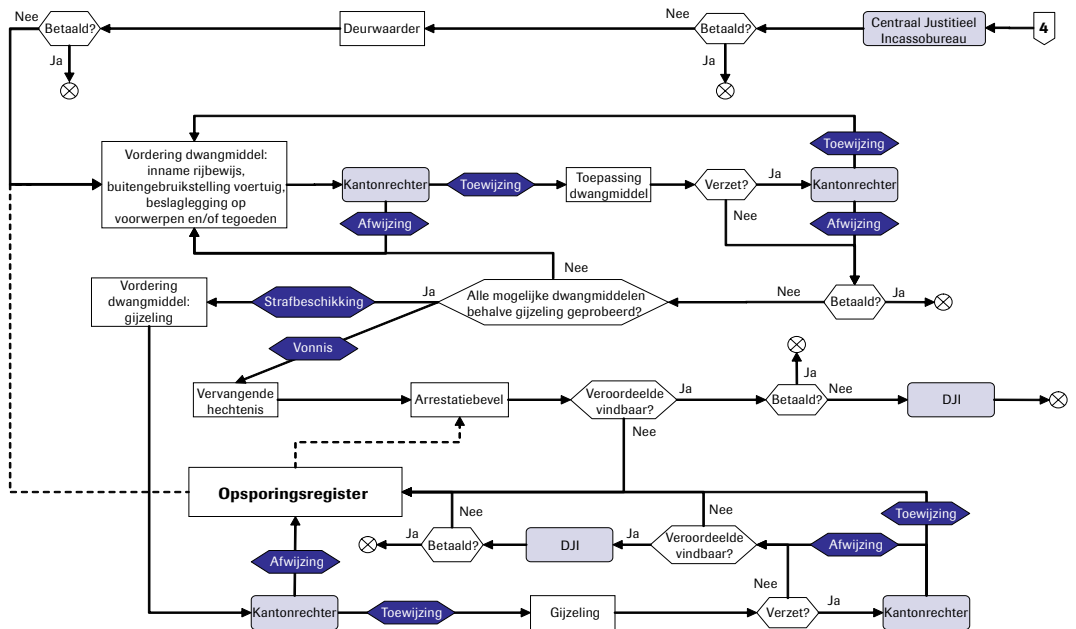 Nee
Betaald?
Ja
Deurwaarder
Nee
Betaald?
Ja
Centraal Justitieel
Incassobureau
4
Vordering dwangmiddel:
inname rijbewijs,
buitengebruikstelling voertuig,
beslaglegging op
voorwerpen en/of tegoeden
Kantonrechter
Afwijzing
Toewijzing
Toepassing
dwangmiddel
Verzet?
Ja
Nee
Toewijzing
Kantonrechter
Afwijzing
Vordering
dwangmiddel:
gijzeling
Strafbeschikking
Ja
Nee
Alle mogelijke dwangmiddelen
behalve gijzeling geprobeerd?
Nee
Betaald?
Ja
Vonnis
Vervangende
hechtenis
Arrestatiebevel
Veroordeelde
vindbaar?
Ja
Nee
Ja
Betaald?
Nee
DJI
Opsporingsregister
Nee
Ja
Betaald?
DJI
Nee
Ja
Veroordeelde
vindbaar?
Toewijzing
Afwijzing
Afwijzing
Kantonrechter
Toewijzing
Gijzeling
Nee
Verzet?
Ja
Kantonrechter